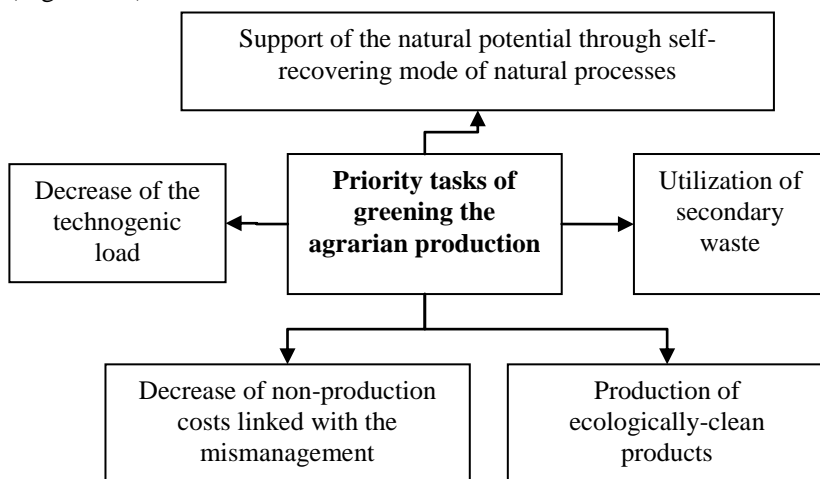 Support of the natural potential through self-
recovering mode of natural processes
Decrease of the
technogenic
load
Priority tasks of
greening the
agrarian production
Utilization of
secondary
waste
Decrease of non-production
costs linked with the
mismanagement
Production of
ecologically-clean
products